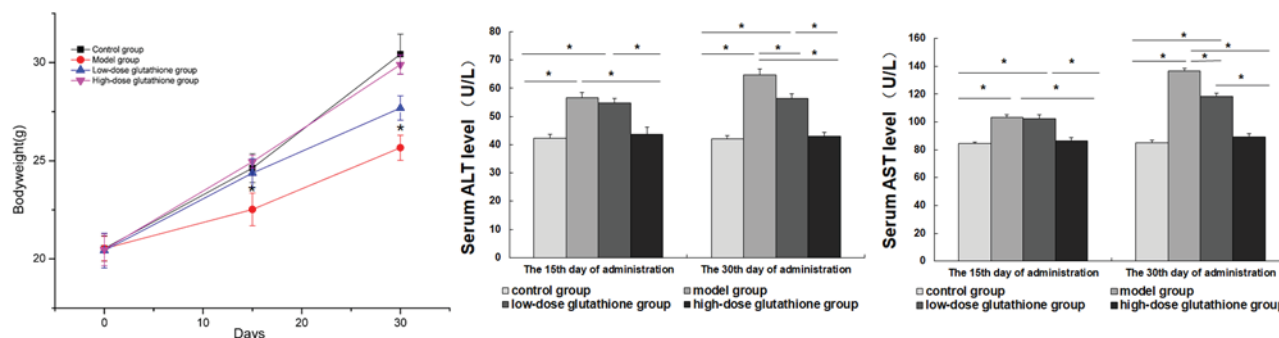 Control group
Model group
Low-dose glutathione group
High-dose glutathione group
30
25
20
Bodyweight(g)
*
*
0
10
20
30
Days
Serum ALT level ( U/L)
80
70
60
50
40
30
20
10
0
* * * *
* * * * *
The 15th day of administration
The 30th day of administration
control group
model group
low-dose glutathione group
high-dose glutathione group
Serum AST level ( U/L)
160
140
120
100
80
60
40
20
0
* * * *
* * * * *
The 15th day of administration
The 30th day of administration
control group
model group
low-dose glutathione group
high-dose glutathione group